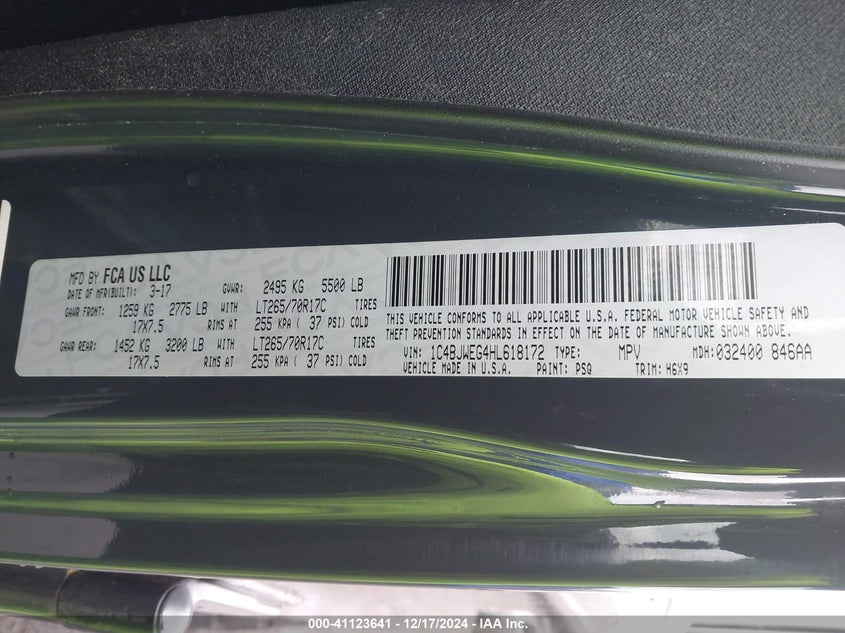 MFD BY FCA US LLC
DATE OF MFR(BUILT): 3-17 GVWR: 2495 KG 5500 LB
GAWR FRONT: 1259 KG 2775 LB WITH LT265/70R17C TIRES
17X7.5 RIMS AT 255 KPA ( 37 PSI) COLD
GAWR REAR: 1452 KG 3200 LB WITH LT265/70R17C TIRES
17X7.5 RIMS AT 255 KPA ( 37 PSI) COLD
THIS VEHICLE CONFORMS TO ALL APPLICABLE U.S.A. FEDERAL MOTOR VEHICLE SAFETY AND
THEFT PREVENTION STANDARDS IN EFFECT ON THE DATE OF MANUFACTURE SHOWN ABOVE.
VIN: 1C4BJWEG4HL618172 TYPE: MPV MDH: 032400 846AA
VEHICLE MADE IN U.S.A. PAINT: PSQ TRIM: H6X9
000-41123641 - 12/17/2024 - IAA Inc.